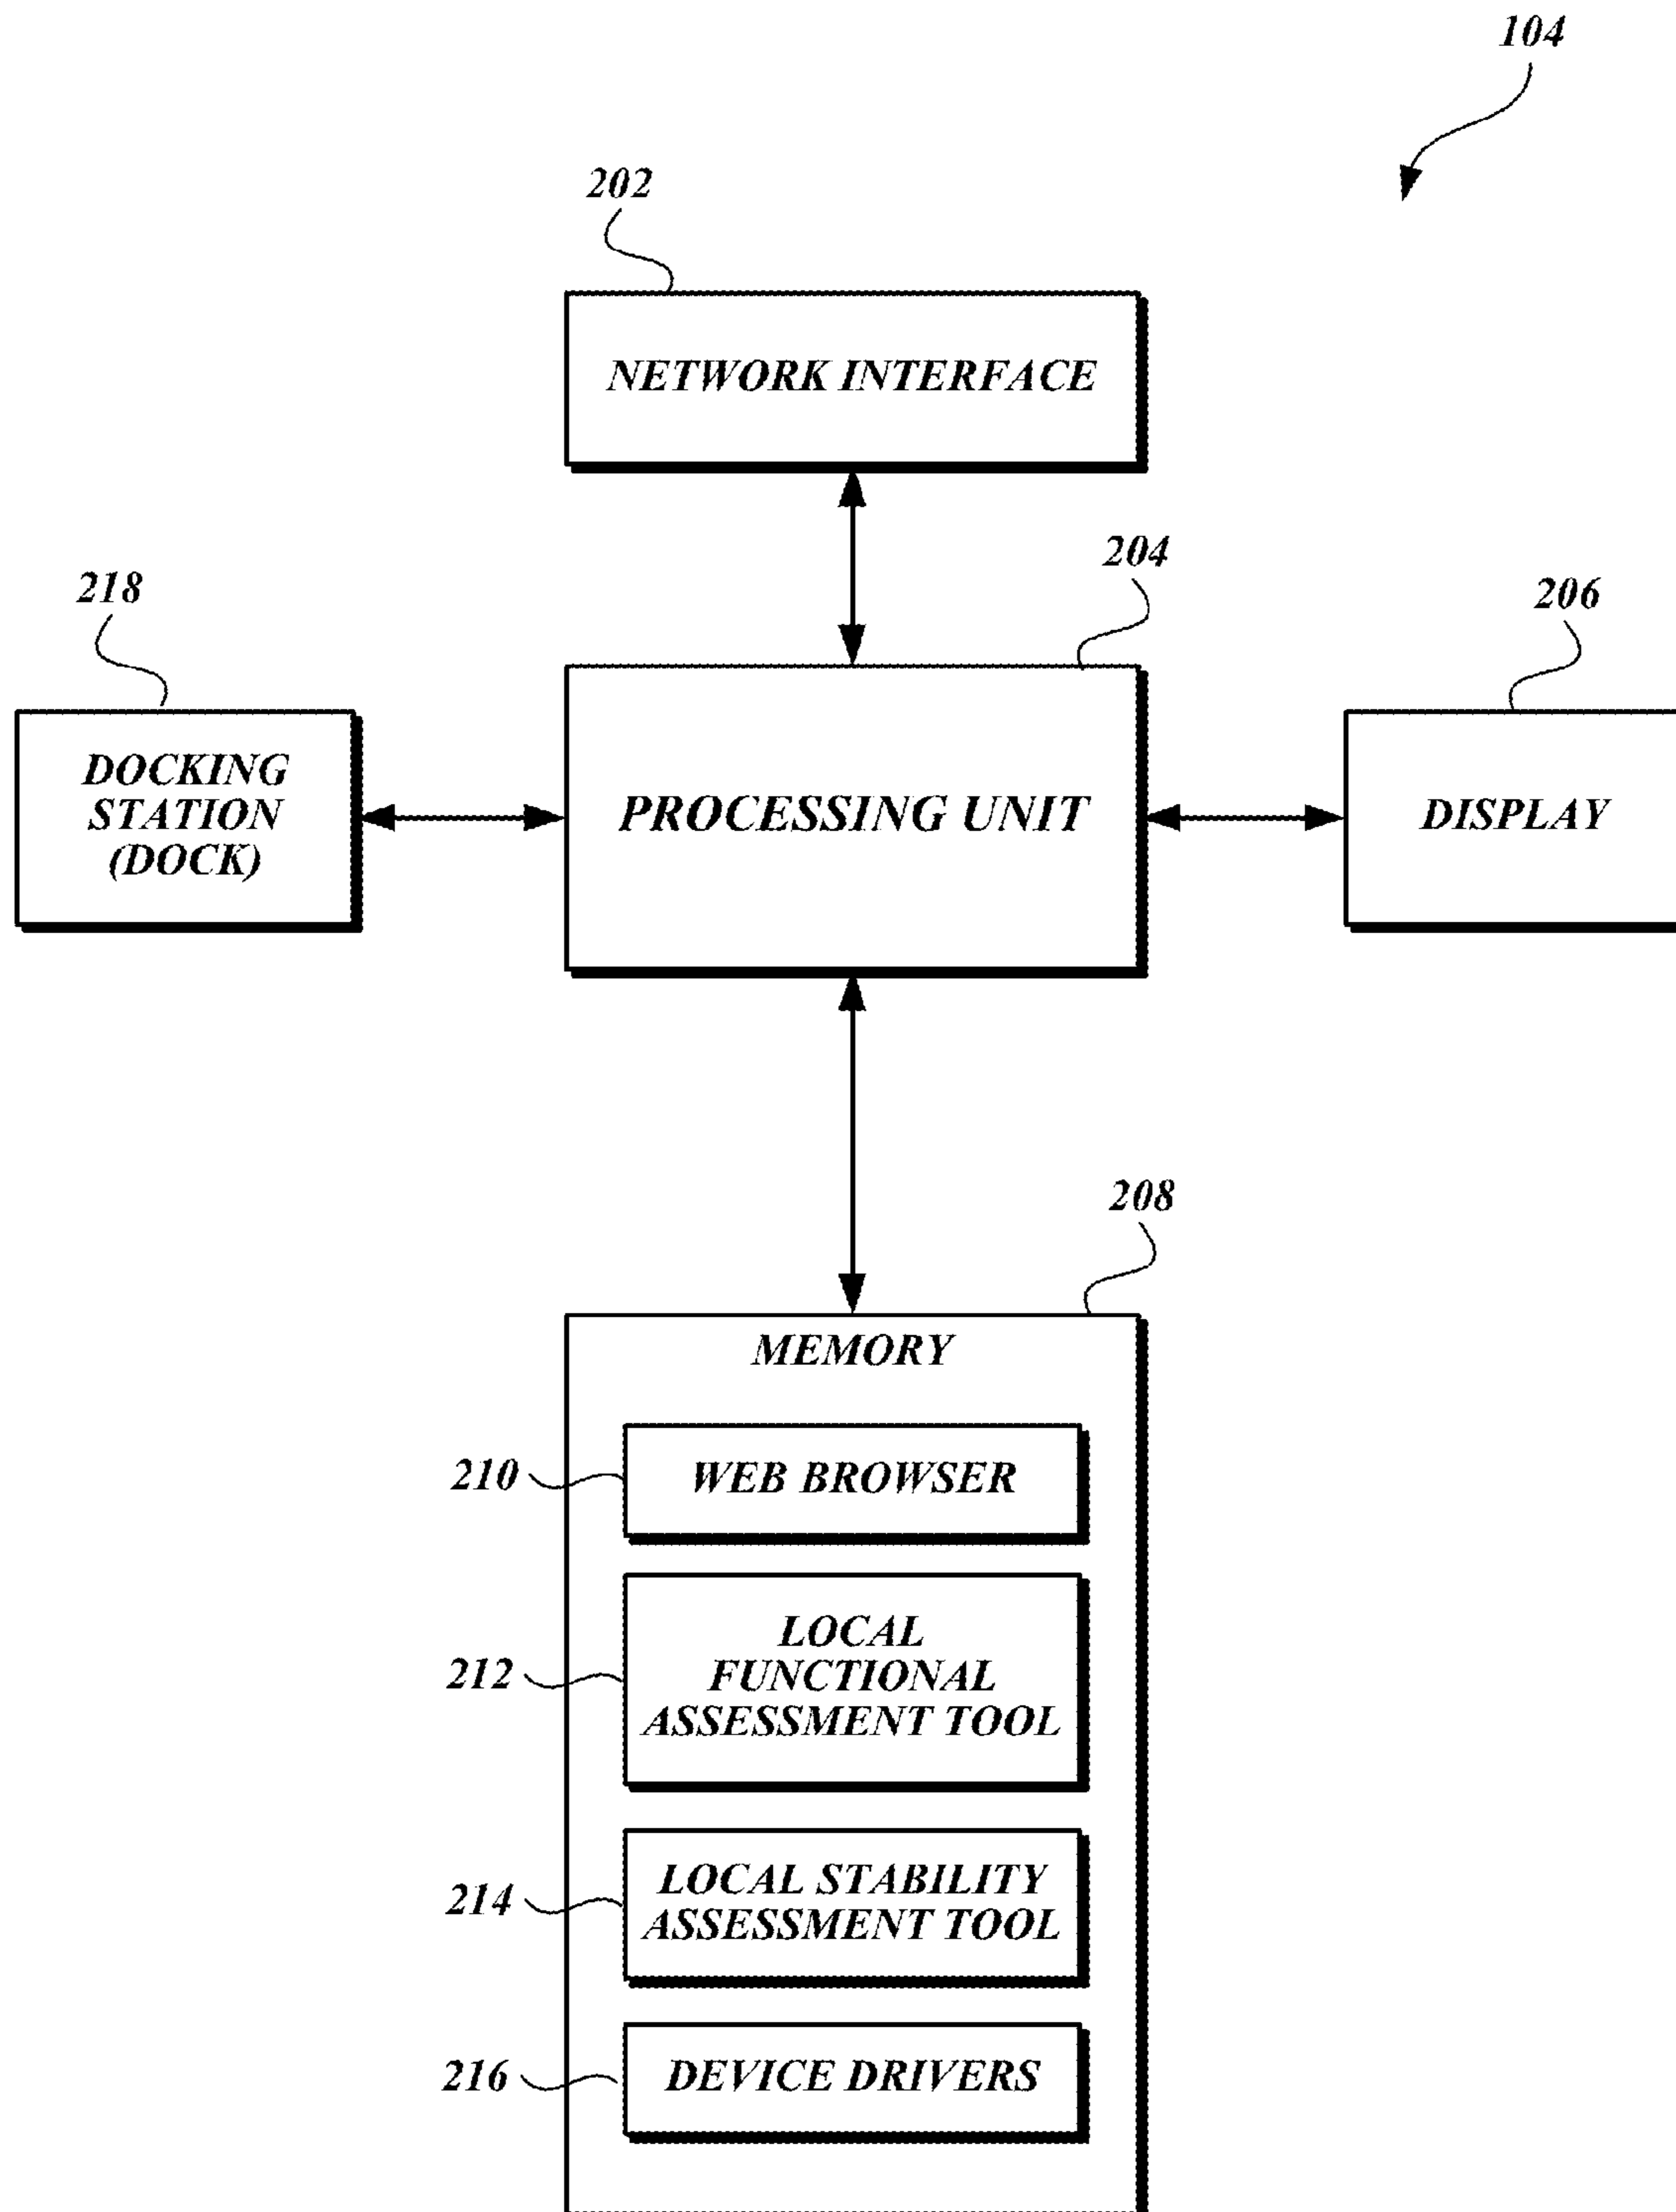 104
202
NETWORK INTERFACE
204
218
206
DOCKING
STATION
(DOCK)
PROCESSING UNIT
DISPLAY
208
MEMORY
210
WEB BROWSER
212
LOCAL
FUNCTIONAL
ASSESSMENT TOOL
214
LOCAL STABILITY
ASSESSMENT TOOL
216
DEVICE DRIVERS